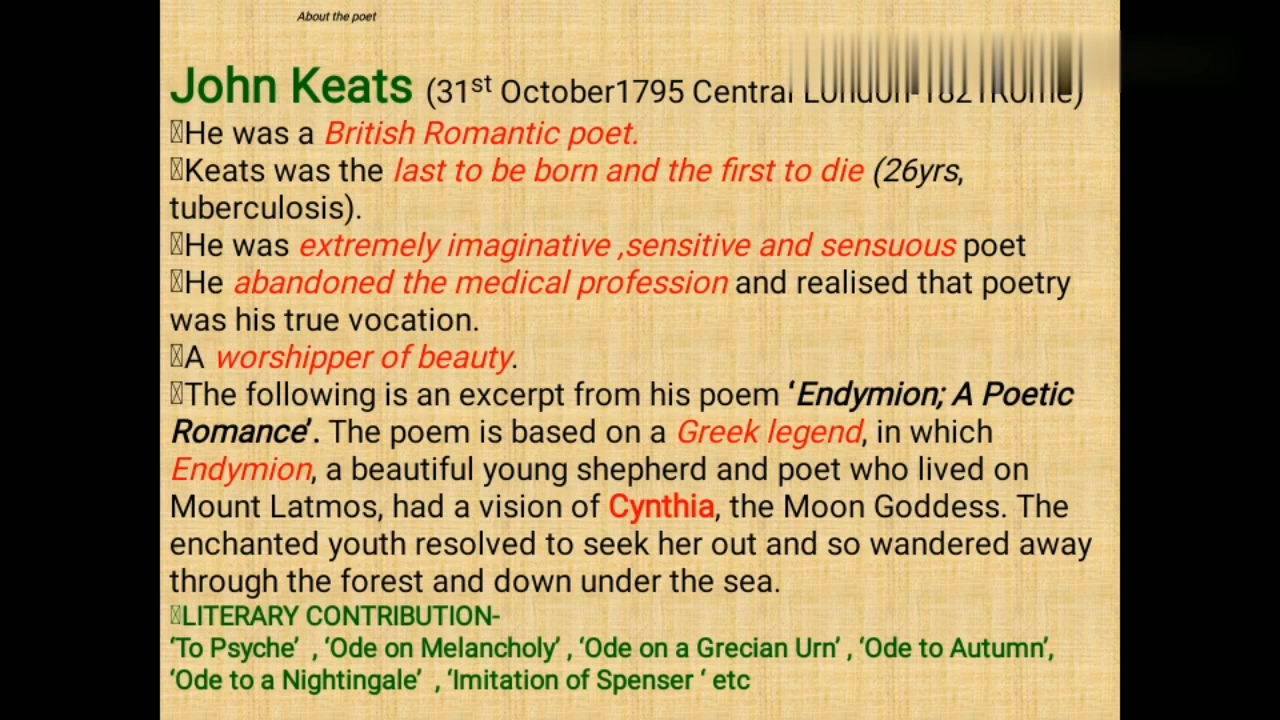 About the poet
John Keats (31st October1795 Central London-1821Rome)
He was a British Romantic poet.
Keats was the last to be born and the first to die (26yrs,
tuberculosis).
He was extremely imaginative ,sensitive and sensuous poet
He abandoned the medical profession and realised that poetry
was his true vocation.
A worshipper of beauty.
The following is an excerpt from his poem ‘Endymion; A Poetic
Romance’. The poem is based on a Greek legend, in which
Endymion, a beautiful young shepherd and poet who lived on
Mount Latmos, had a vision of Cynthia, the Moon Goddess. The
enchanted youth resolved to seek her out and so wandered away
through the forest and down under the sea.
LITERARY CONTRIBUTION-
‘To Psyche’ , ‘Ode on Melancholy’ , ‘Ode on a Grecian Urn’ , ‘Ode to Autumn’,
‘Ode to a Nightingale’ , ‘Imitation of Spenser ‘ etc